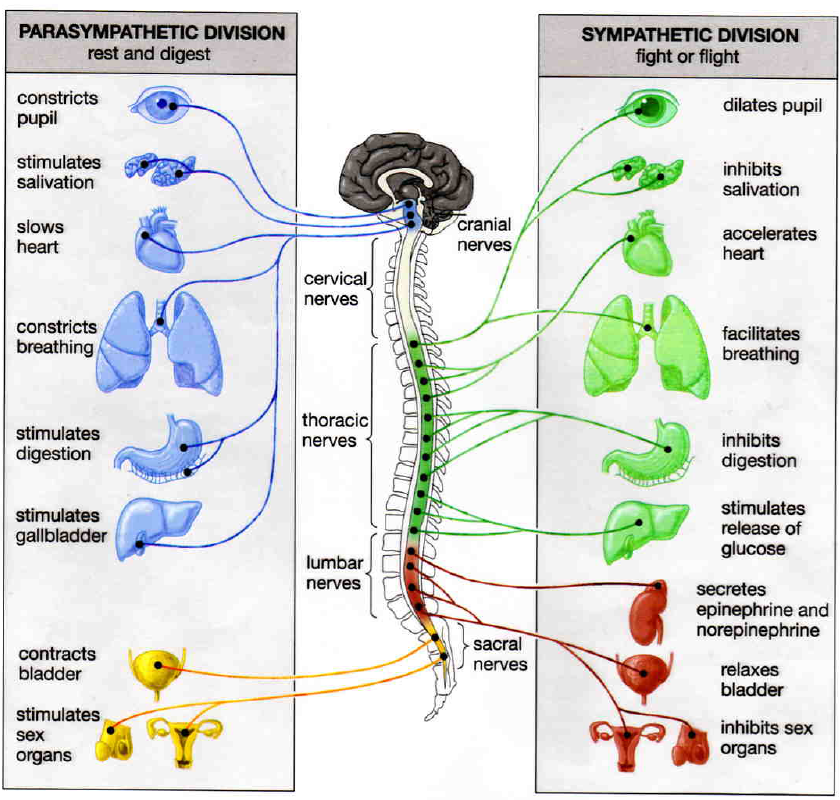 PARASYMPATHETIC DIVISION
rest and digest
constricts
pupil
stimulates
salivation
slows
heart
constricts
breathing
stimulates
digestion
stimulates
gallbladder
contracts
bladder
stimulates
sex
organs
cranial
nerves
cervical
nerves
thoracic
nerves
lumbar
nerves
sacral
nerves
SYMPATHETIC DIVISION
fight or flight
dilates pupil
inhibits
salivation
accelerates
heart
facilitates
breathing
inhibits
digestion
stimulates
release of
glucose
secretes
epinephrine and
norepinephrine
relaxes
bladder
inhibits sex
organs